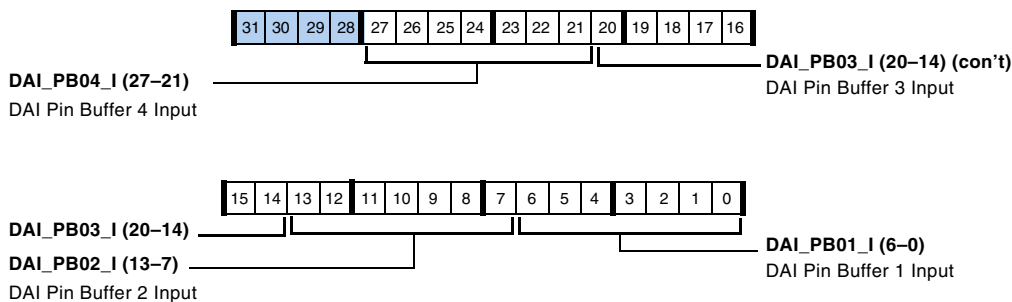 31 30 29 28 27 26 25 24 23 22 21 20 19 18 17 16
DAI_PB04_I (27–21)
DAI Pin Buffer 4 Input
DAI_PB03_I (20–14) (con't)
DAI Pin Buffer 3 Input
15 14 13 12 11 10 9 8 7 6 5 4 3 2 1 0
DAI_PB03_I (20–14)
DAI_PB02_I (13–7)
DAI Pin Buffer 2 Input
DAI_PB01_I (6–0)
DAI Pin Buffer 1 Input